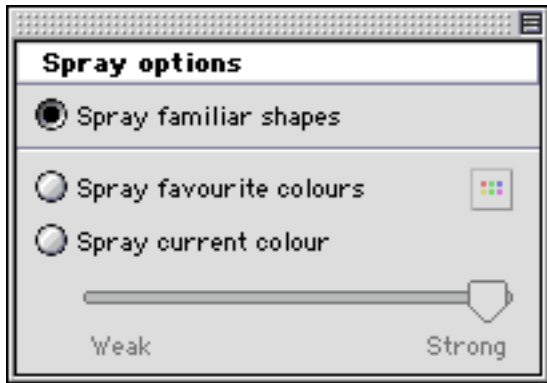 Spray options
Spray familiar shapes
Spray favourite colours
Spray current colour
Weak Strong